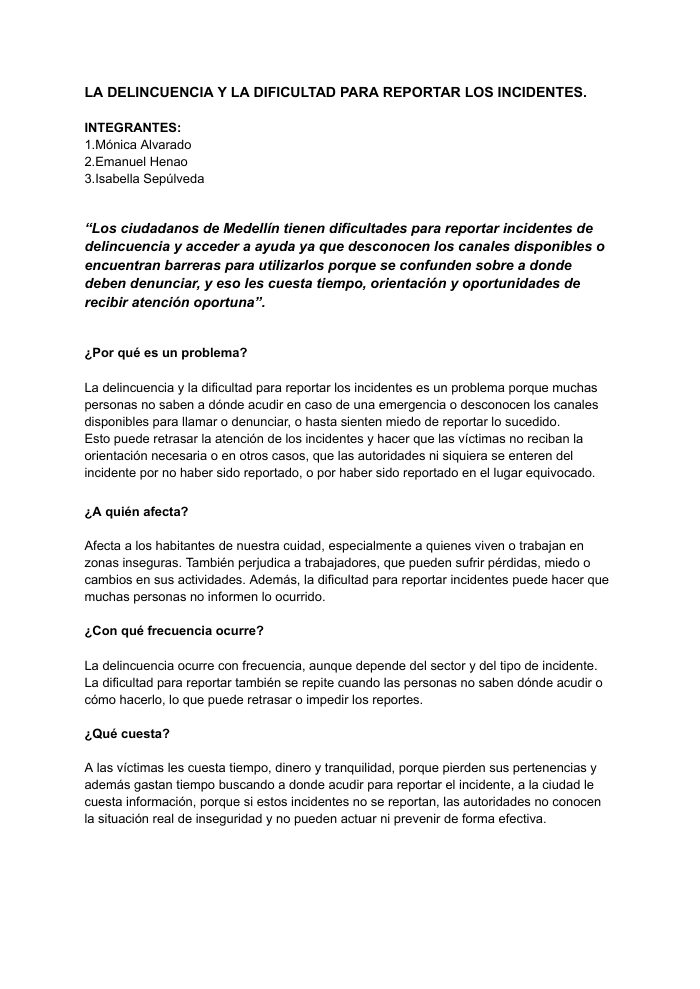 LA DELINCUENCIA Y LA DIFICULTAD PARA REPORTAR LOS INCIDENTES.
INTEGRANTES:
1.Mónica Alvarado
2.Emanuel Henao
3.Isabella Sepúlveda
“Los ciudadanos de Medellín tienen dificultades para reportar incidentes de
delincuencia y acceder a ayuda ya que desconocen los canales disponibles o
encuentran barreras para utilizarlos porque se confunden sobre a donde
deben denunciar, y eso les cuesta tiempo, orientación y oportunidades de
recibir atención oportuna”.
¿Por qué es un problema?
La delincuencia y la dificultad para reportar los incidentes es un problema porque muchas
personas no saben a dónde acudir en caso de una emergencia o desconocen los canales
disponibles para llamar o denunciar, o hasta sienten miedo de reportar lo sucedido.
Esto puede retrasar la atención de los incidentes y hacer que las víctimas no reciban la
orientación necesaria o en otros casos, que las autoridades ni siquiera se enteren del
incidente por no haber sido reportado, o por haber sido reportado en el lugar equivocado.
¿A quién afecta?
Afecta a los habitantes de nuestra cuidad, especialmente a quienes viven o trabajan en
zonas inseguras. También perjudica a trabajadores, que pueden sufrir pérdidas, miedo o
cambios en sus actividades. Además, la dificultad para reportar incidentes puede hacer que
muchas personas no informen lo ocurrido.
¿Con qué frecuencia ocurre?
La delincuencia ocurre con frecuencia, aunque depende del sector y del tipo de incidente.
La dificultad para reportar también se repite cuando las personas no saben dónde acudir o
cómo hacerlo, lo que puede retrasar o impedir los reportes.
¿Qué cuesta?
A las víctimas les cuesta tiempo, dinero y tranquilidad, porque pierden sus pertenencias y
además gastan tiempo buscando a donde acudir para reportar el incidente, a la ciudad le
cuesta información, porque si estos incidentes no se reportan, las autoridades no conocen
la situación real de inseguridad y no pueden actuar ni prevenir de forma efectiva.